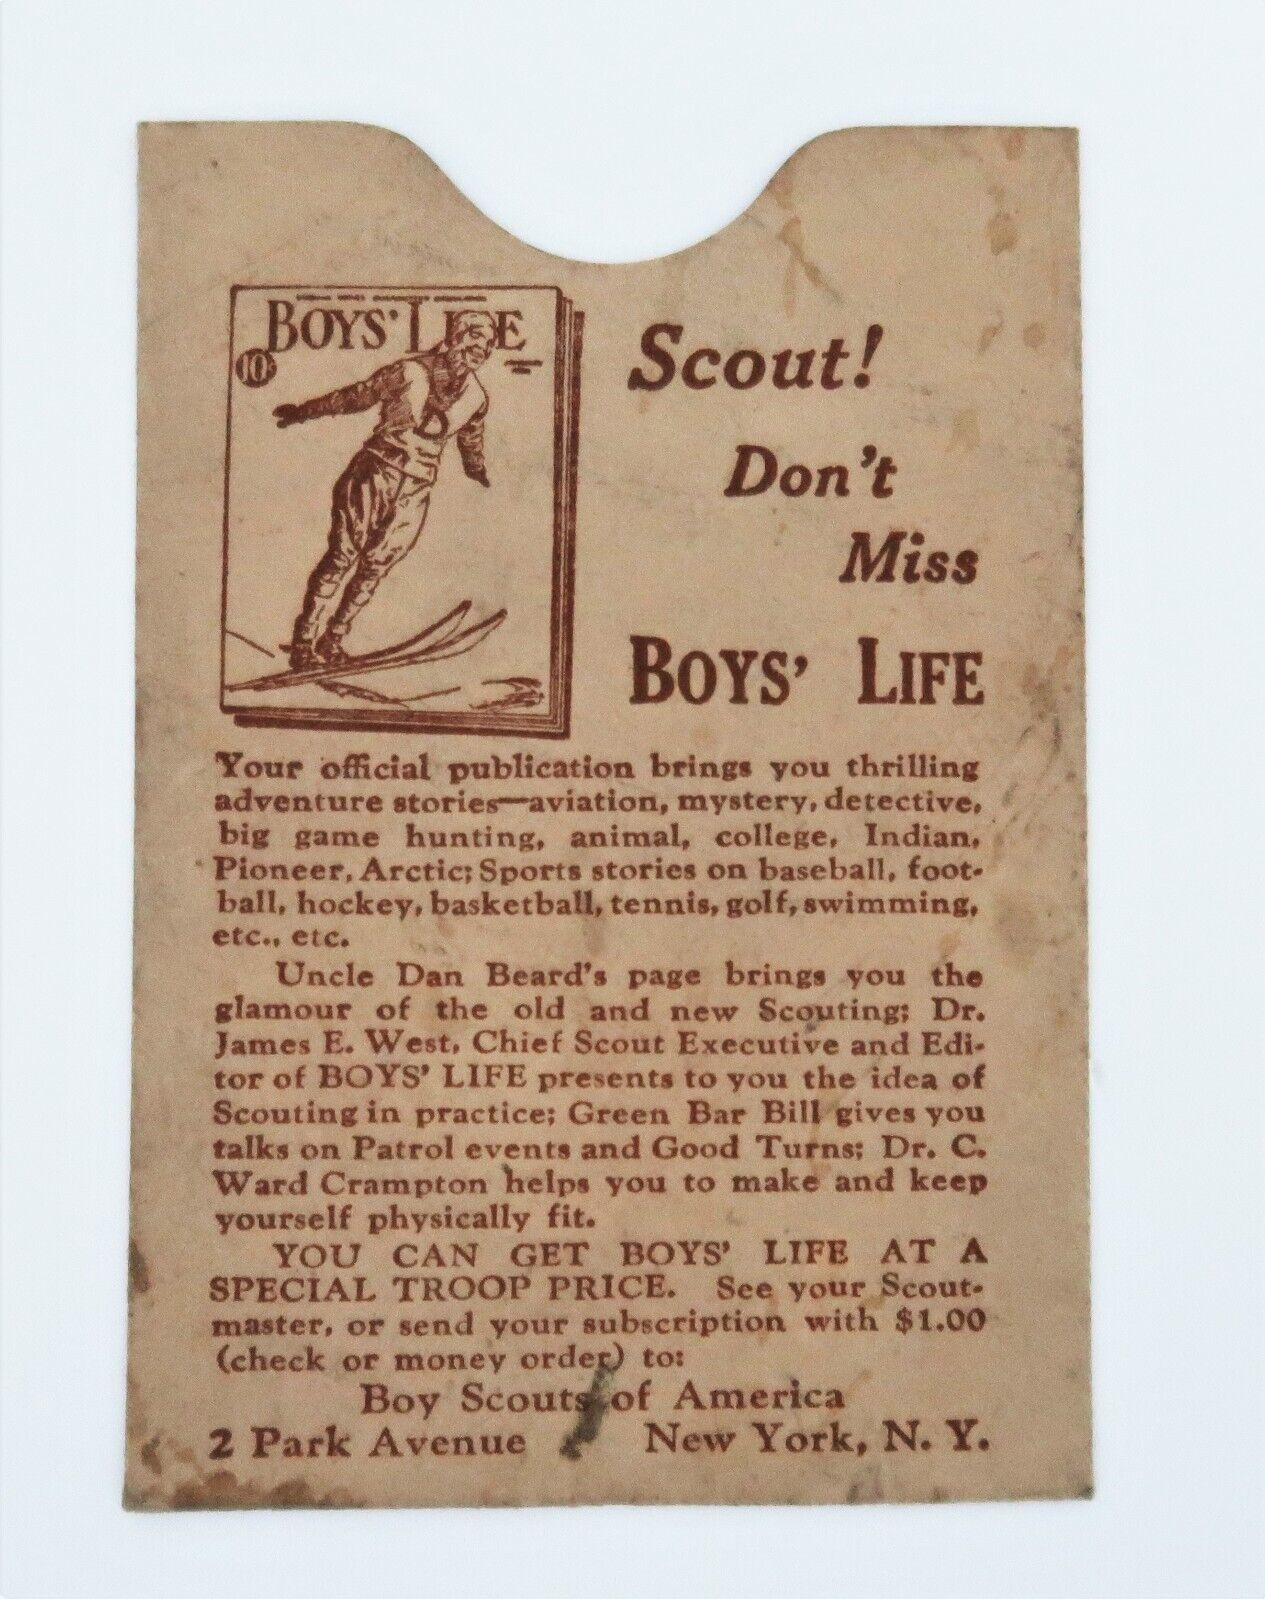 BOYS' LIFE
10¢
Scout!
Don't
Miss
BOYS' LIFE
Your official publication brings you thrilling
adventure stories—aviation, mystery, detective,
big game hunting, animal, college, Indian,
Pioneer, Arctic; Sports stories on baseball, foot-
ball, hockey, basketball, tennis, golf, swimming,
etc., etc.
Uncle Dan Beard's page brings you the
glamour of the old and new Scouting; Dr.
James E. West, Chief Scout Executive and Edi-
tor of BOYS' LIFE presents to you the idea of
Scouting in practice; Green Bar Bill gives you
talks on Patrol events and Good Turns; Dr. C.
Ward Crampton helps you to make and keep
yourself physically fit.
YOU CAN GET BOYS' LIFE AT A
SPECIAL TROOP PRICE. See your Scout-
master, or send your subscription with $1.00
(check or money order) to:
Boy Scouts of America
2 Park Avenue New York, N. Y.